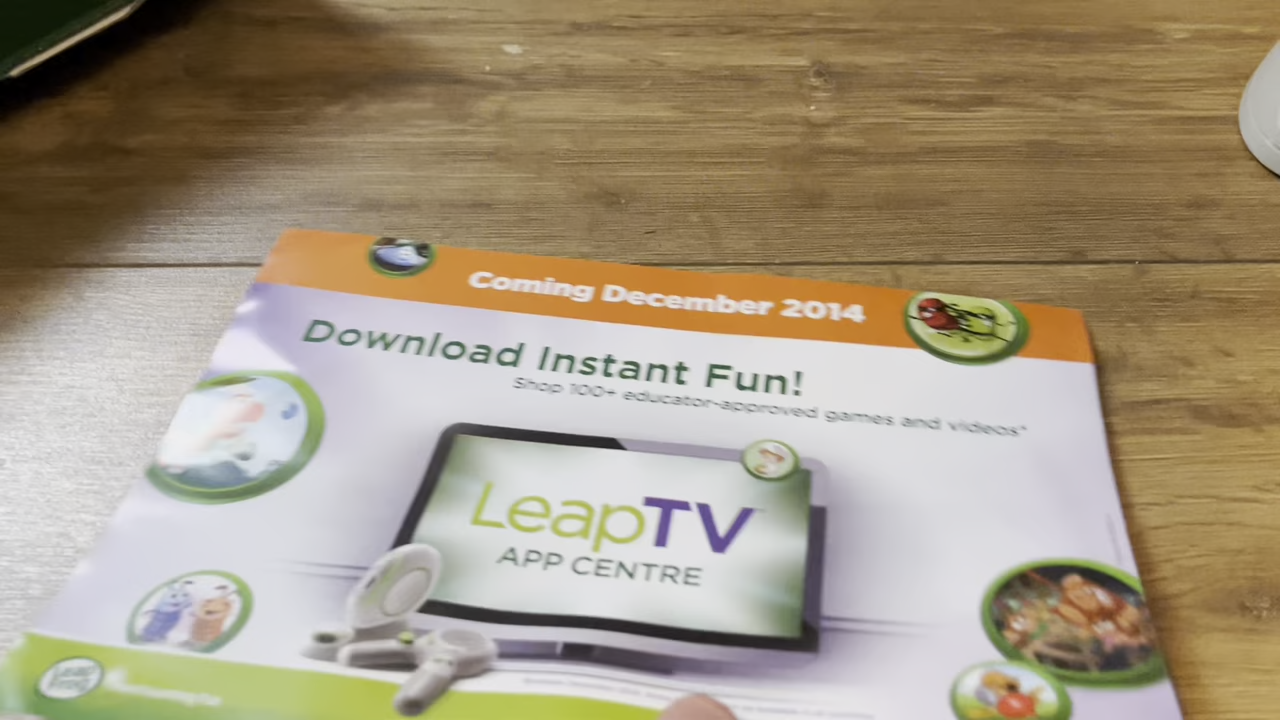 Coming December 2014
Download Instant Fun!
Shop 100+ educator-approved games and videos*
LeapTV
APP CENTRE